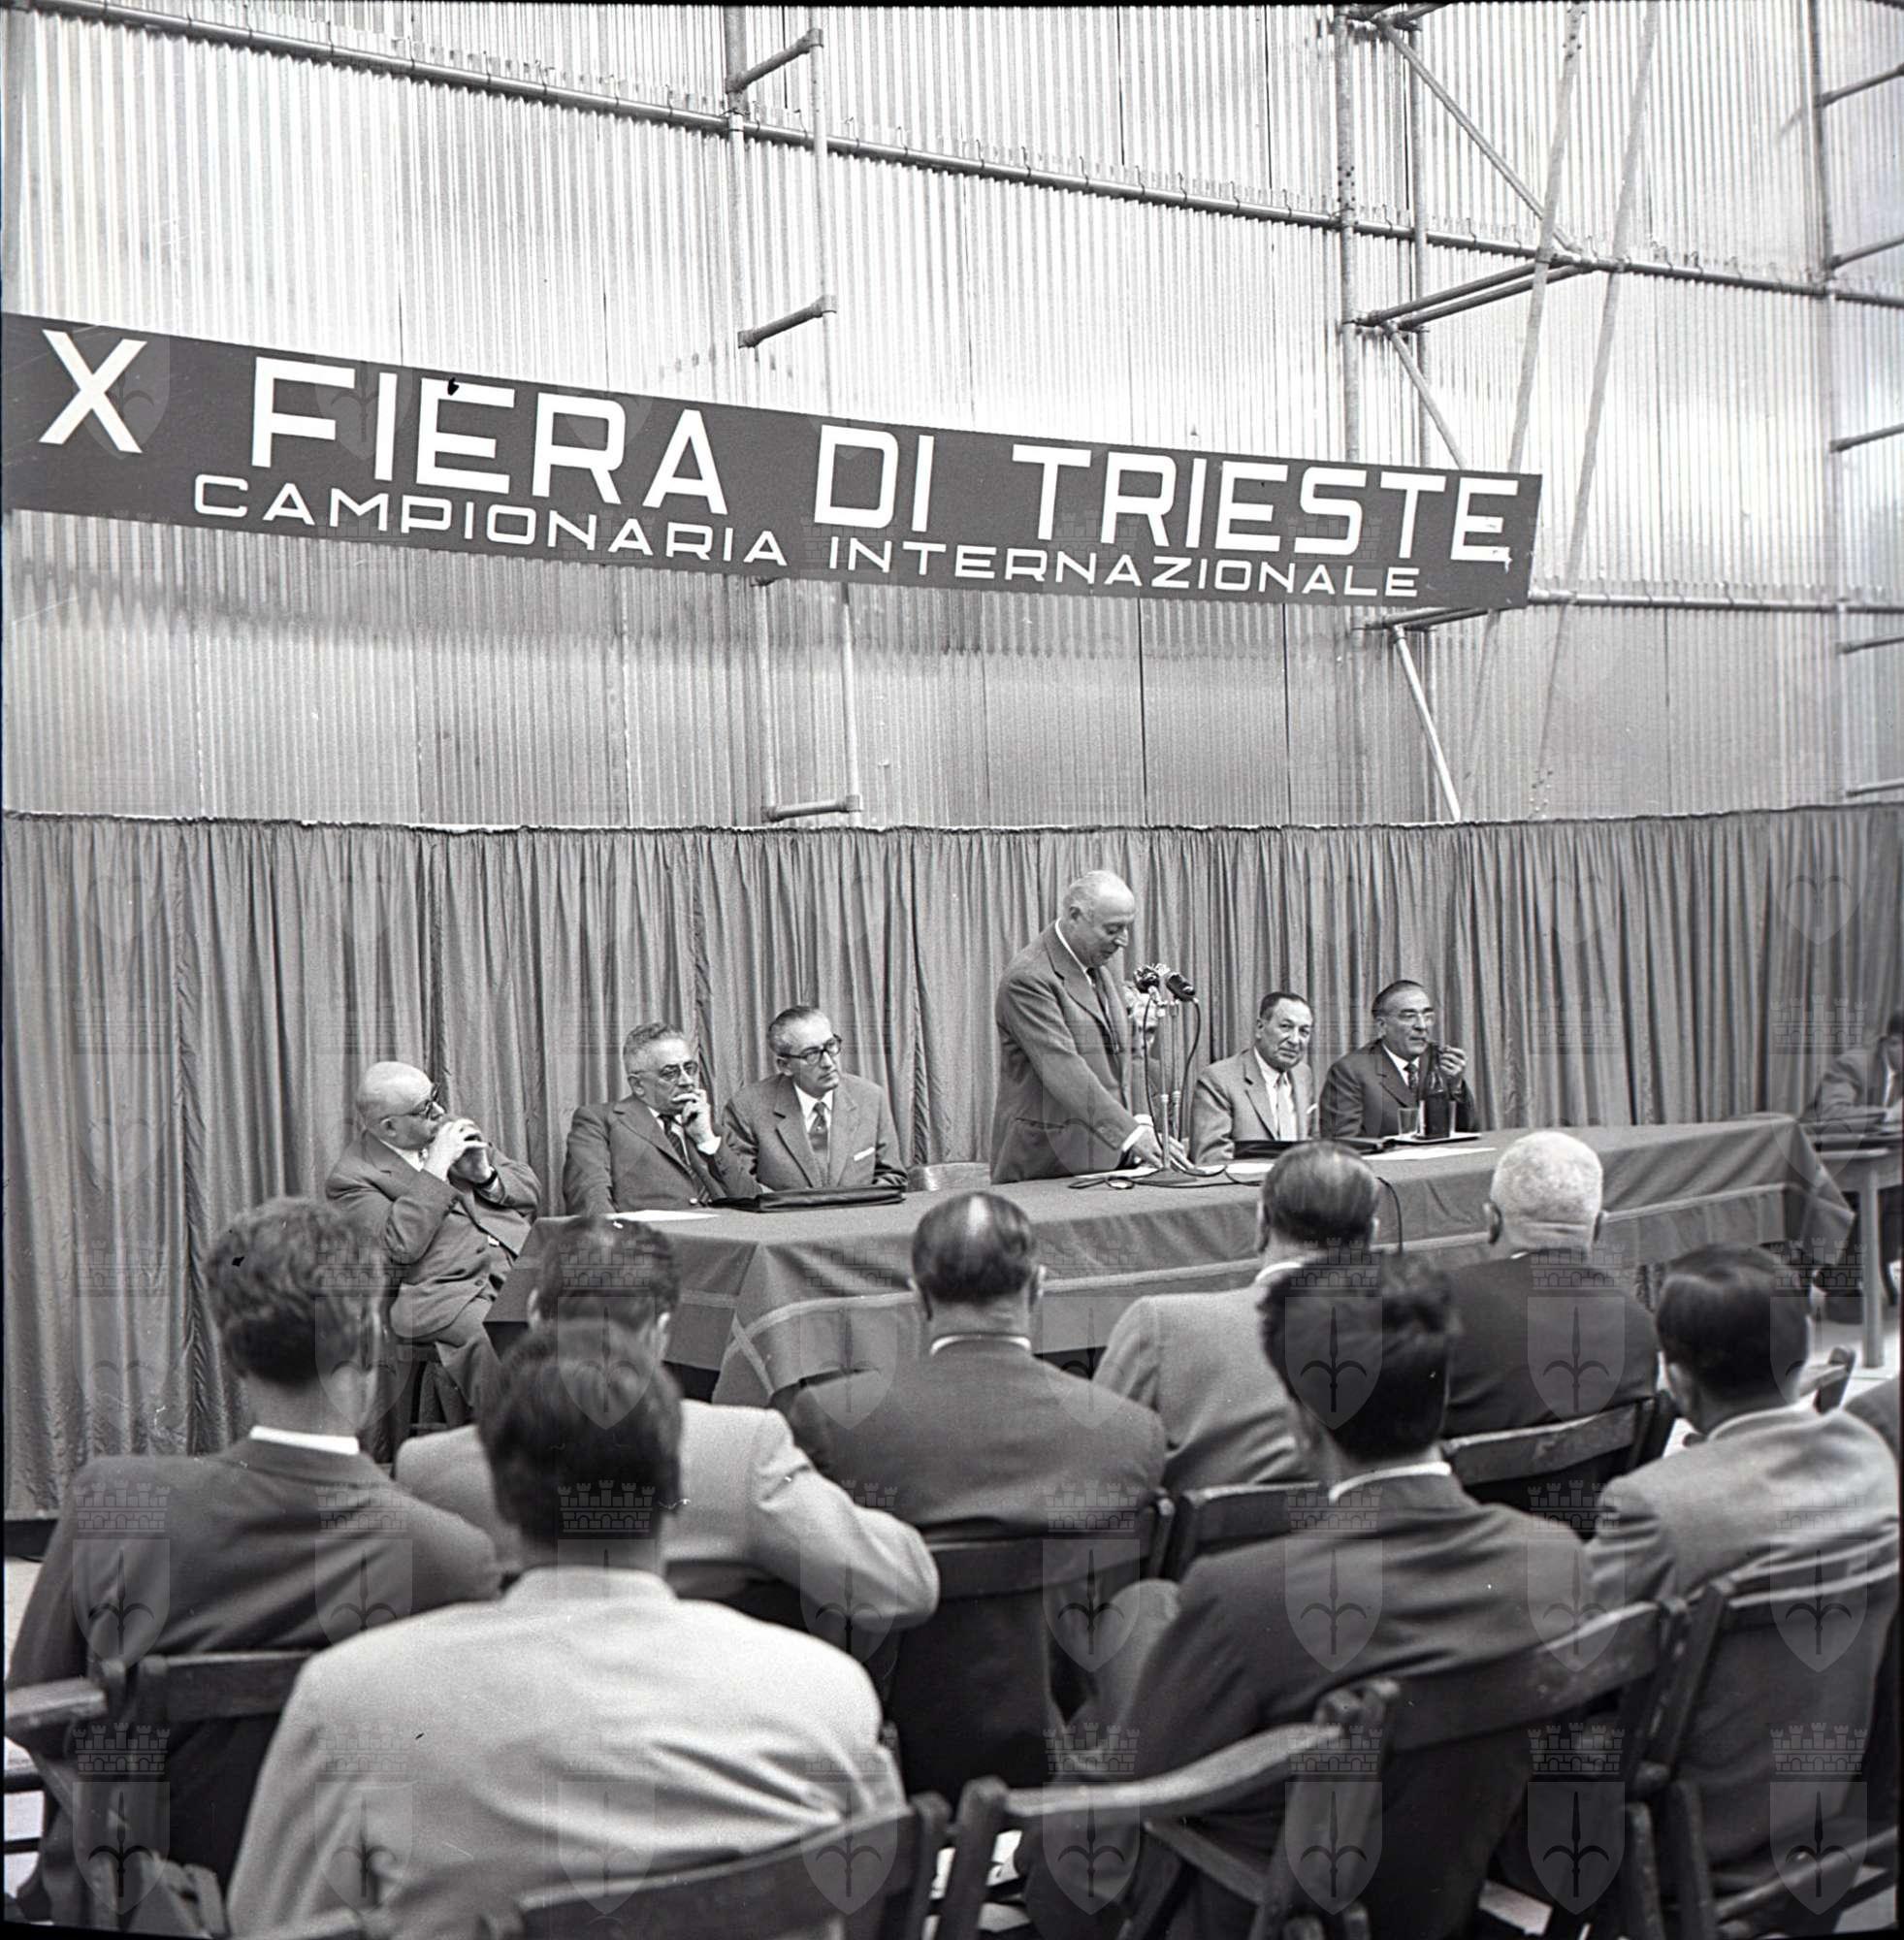 X FIERA DI TRIESTE
CAMPIONARIA INTERNAZIONALE